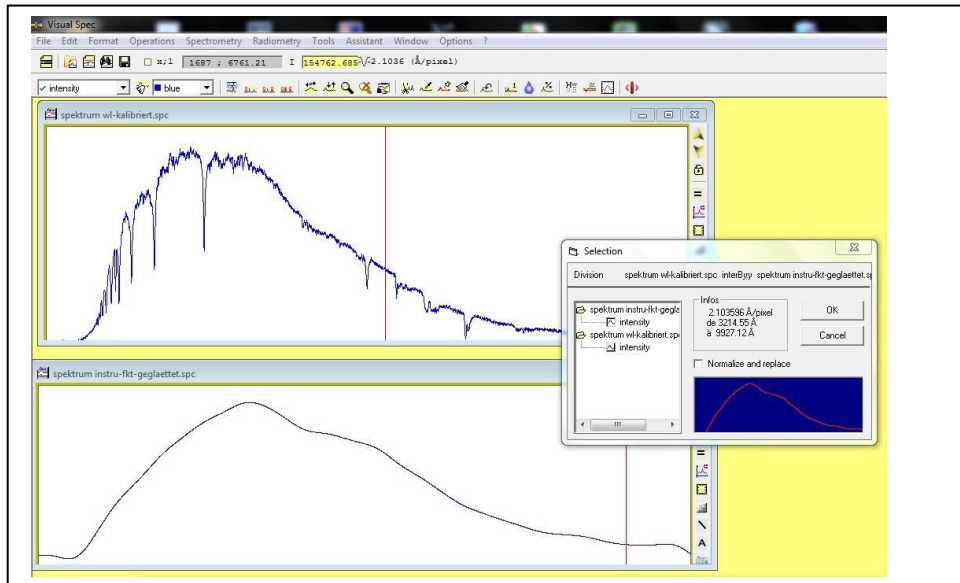 Visual Spec
File Edit Format Operations Spectrometry Radiometry Tools Assistant Window Options ?
x;l 1687 ; 6761.21 I 154762.685 -2.1036 (Å/pixel)
intensity blue
spektrum wl-kalibriert.spc
Selection
Division spektrum wl-kalibriert.spc interBy:y spektrum instru-fkt-geglaettet.s
spektrum instru-fkt-gegla
intensity
spektrum wl-kalibriert.sp
intensity
Infos
2.103596 Å/pixel
de 3214.55 Å
à 9927.12 Å
OK
Cancel
Normalize and replace
spektrum instru-fkt-geglaettet.spc
A